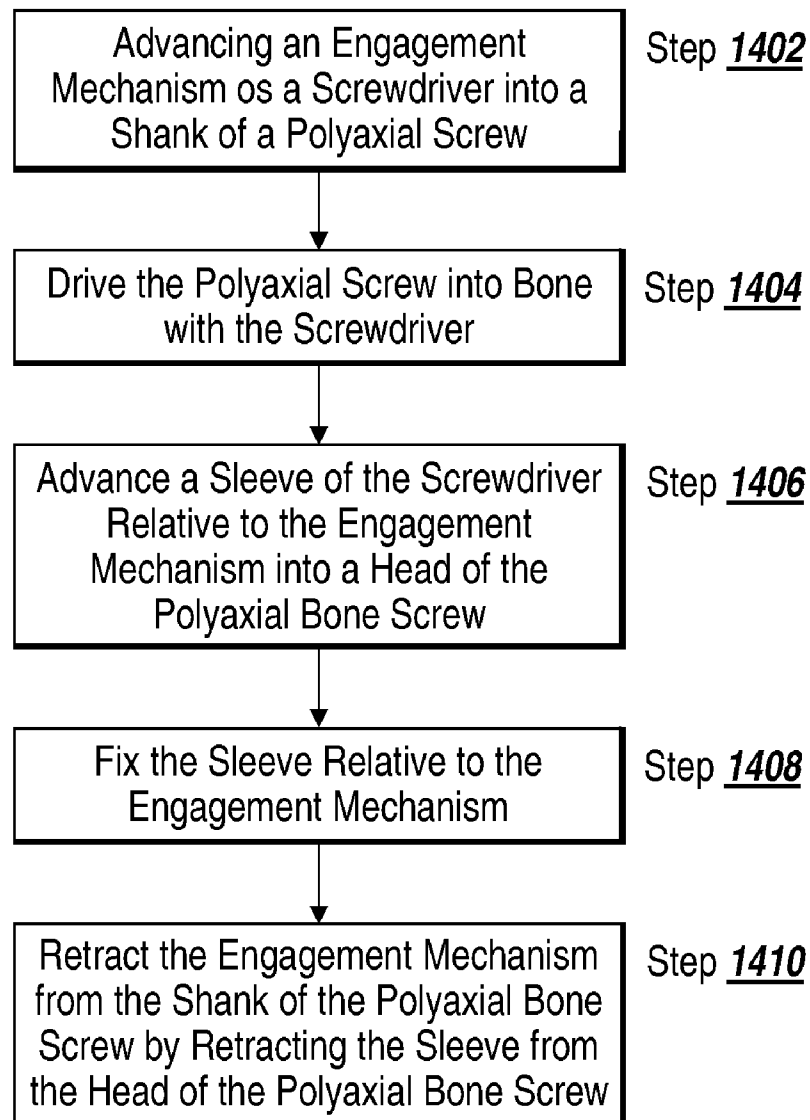 Advancing an Engagement
Mechanism os a Screwdriver into a
Shank of a Polyaxial Screw
Step 1402
Drive the Polyaxial Screw into Bone
with the Screwdriver
Step 1404
Advance a Sleeve of the Screwdriver
Relative to the Engagement
Mechanism into a Head of the
Polyaxial Bone Screw
Step 1406
Fix the Sleeve Relative to the
Engagement Mechanism
Step 1408
Retract the Engagement Mechanism
from the Shank of the Polyaxial Bone
Screw by Retracting the Sleeve from
the Head of the Polyaxial Bone Screw
Step 1410